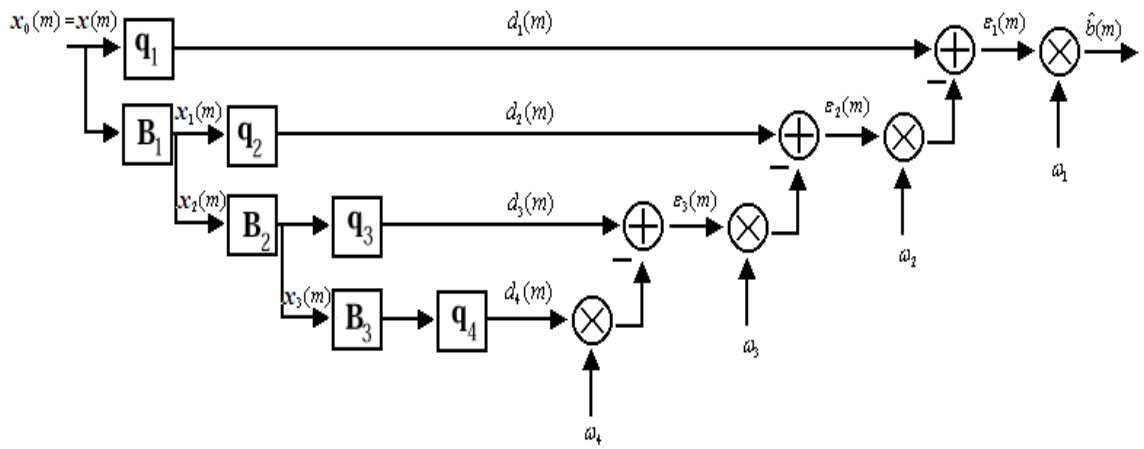 x₀(m) = x(m)
q₁
d₁(m)
+
ε₁(m)
×
b̂(m)
−
B₁
x₁(m)
q₂
d₂(m)
+
ε₂(m)
×
ω₁
−
x₂(m)
B₂
q₃
d₃(m)
+
ε₃(m)
×
ω₂
−
x₃(m)
B₃
q₄
d₄(m)
×
ω₃
ω₄